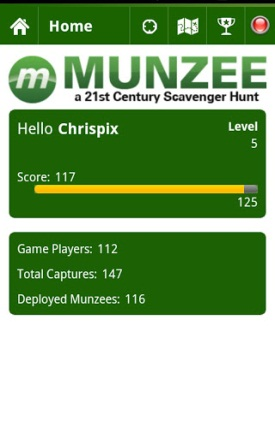 Home
m MUNZEE
a 21st Century Scavenger Hunt
Hello Chrispix
Level
5
Score: 117
125
Game Players: 112
Total Captures: 147
Deployed Munzees: 116